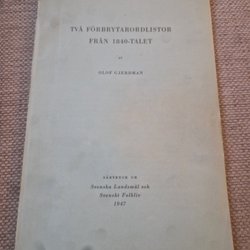 TVÅ FÖRBRYTARORDLISTOR
FRÅN 1840-TALET
AV
OLOF GJERDMAN
SÄRTRYCK UR
Svenska Landsmål och
Svenskt Folkliv
1947